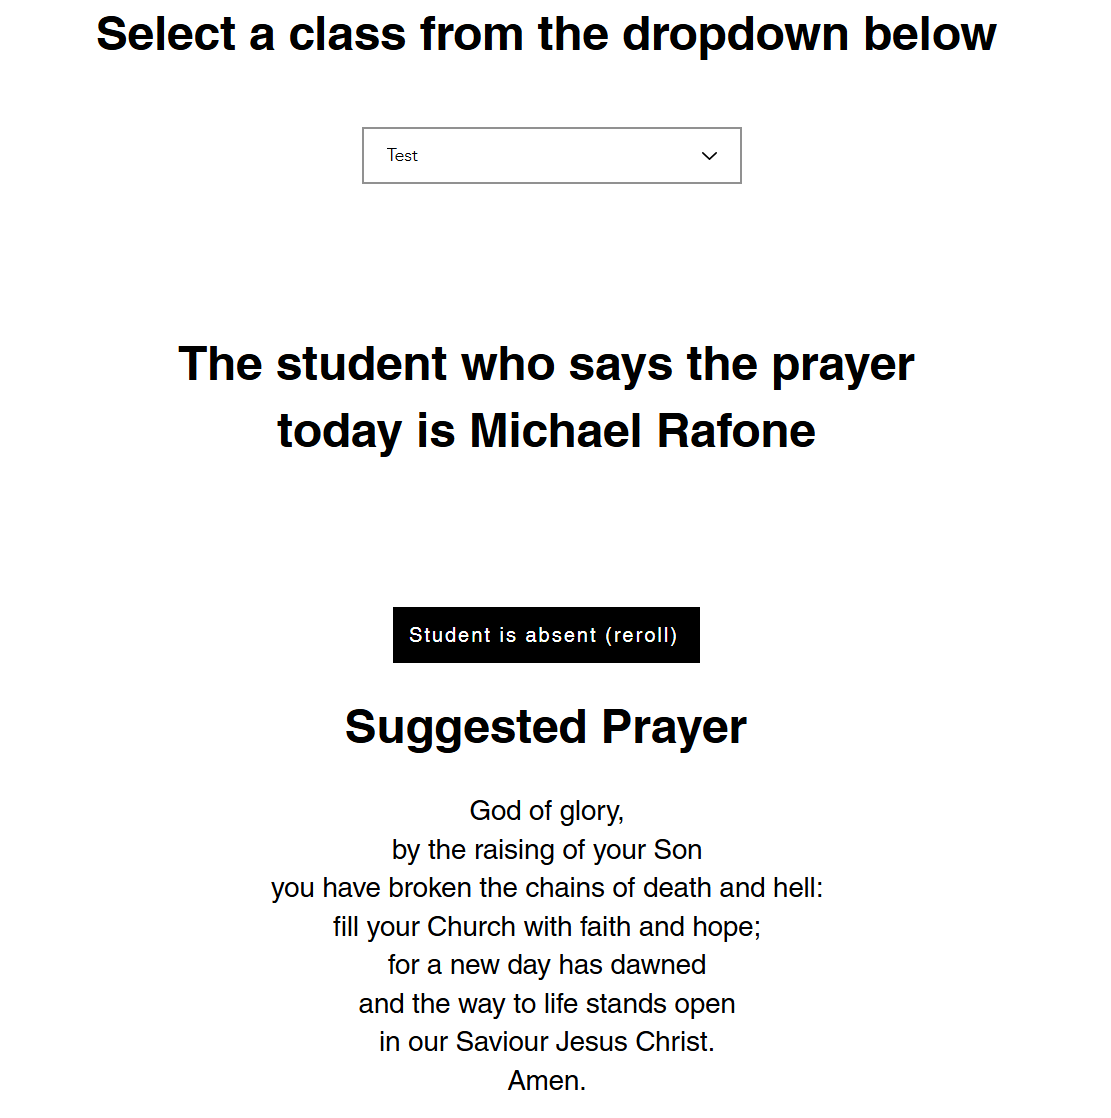 Select a class from the dropdown below
Test
The student who says the prayer
today is Michael Rafone
Student is absent (reroll)
Suggested Prayer
God of glory,
by the raising of your Son
you have broken the chains of death and hell:
fill your Church with faith and hope;
for a new day has dawned
and the way to life stands open
in our Saviour Jesus Christ.
Amen.